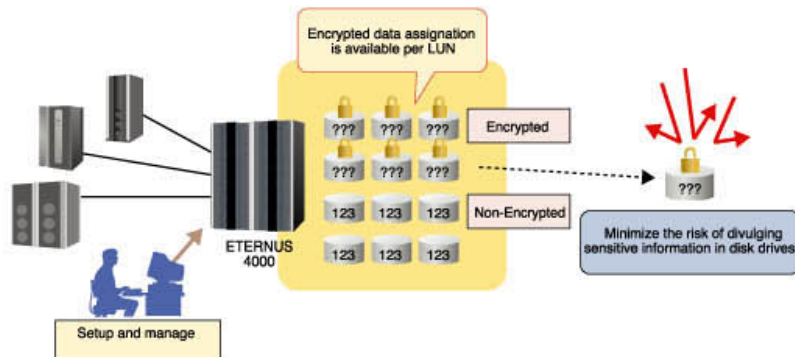 Encrypted data assignation
is available per LUN
??? ??? ???
Encrypted
??? ??? ???
???
123 123 123
Non-Encrypted
123 123 123
ETERNUS
4000
Minimize the risk of divulging
sensitive information in disk drives
Setup and manage